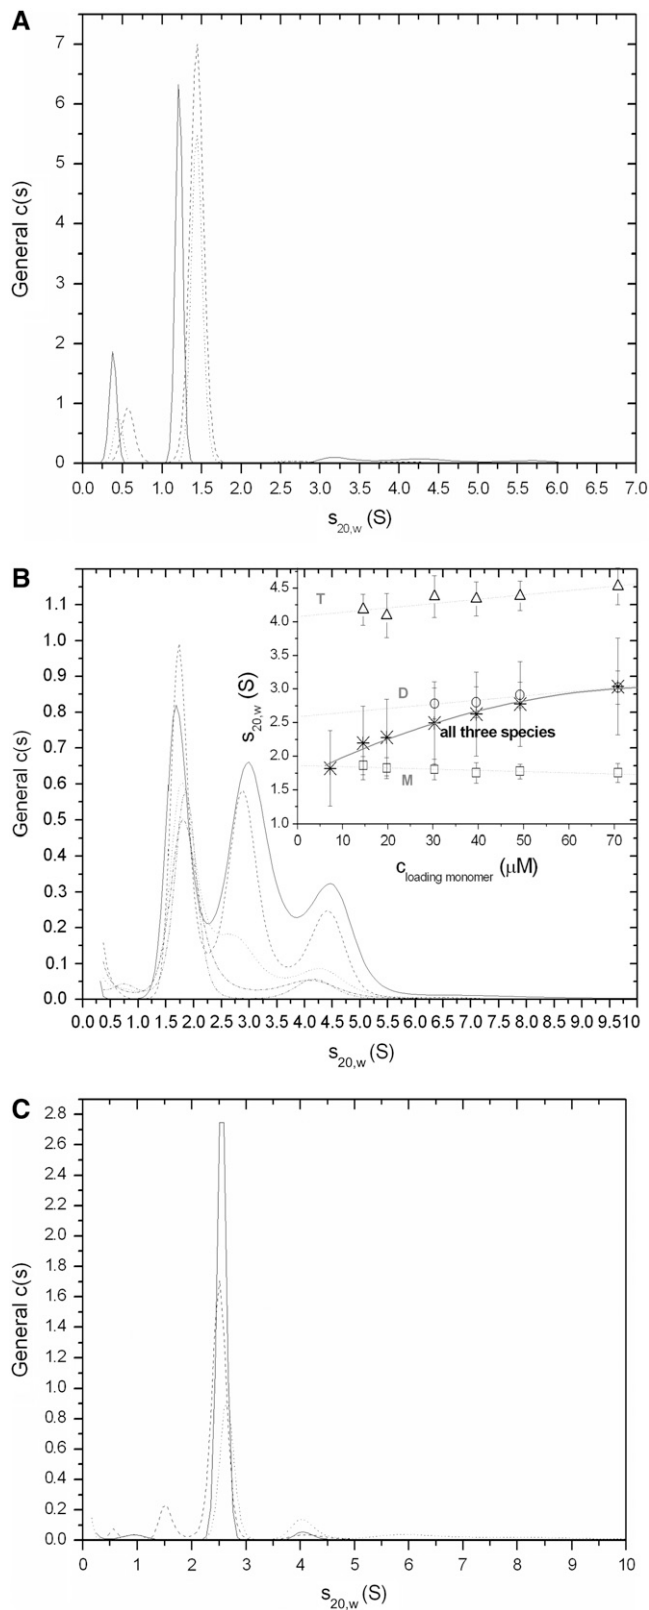 A
7
6
5
4
3
2
1
0
General c(s)
0.0 0.5 1.0 1.5 2.0 2.5 3.0 3.5 4.0 4.5 5.0 5.5 6.0 6.5 7.0
s20,w (S)
B
1.1
1.0
0.9
0.8
0.7
0.6
0.5
0.4
0.3
0.2
0.1
0.0
General c(s)
4.5
4.0
3.5
3.0
2.5
2.0
1.5
1.0
s20,w (S)
T
D
all three species
M
0 10 20 30 40 50 60 70
cloading monomer (μM)
0.0 0.5 1.0 1.5 2.0 2.5 3.0 3.5 4.0 4.5 5.0 5.5 6.0 6.5 7.0 7.5 8.0 8.5 9.0 9.5 10
s20,w (S)
C
2.8
2.6
2.4
2.2
2.0
1.8
1.6
1.4
1.2
1.0
0.8
0.6
0.4
0.2
0.0
General c(s)
0 1 2 3 4 5 6 7 8 9 10
s20,w (S)